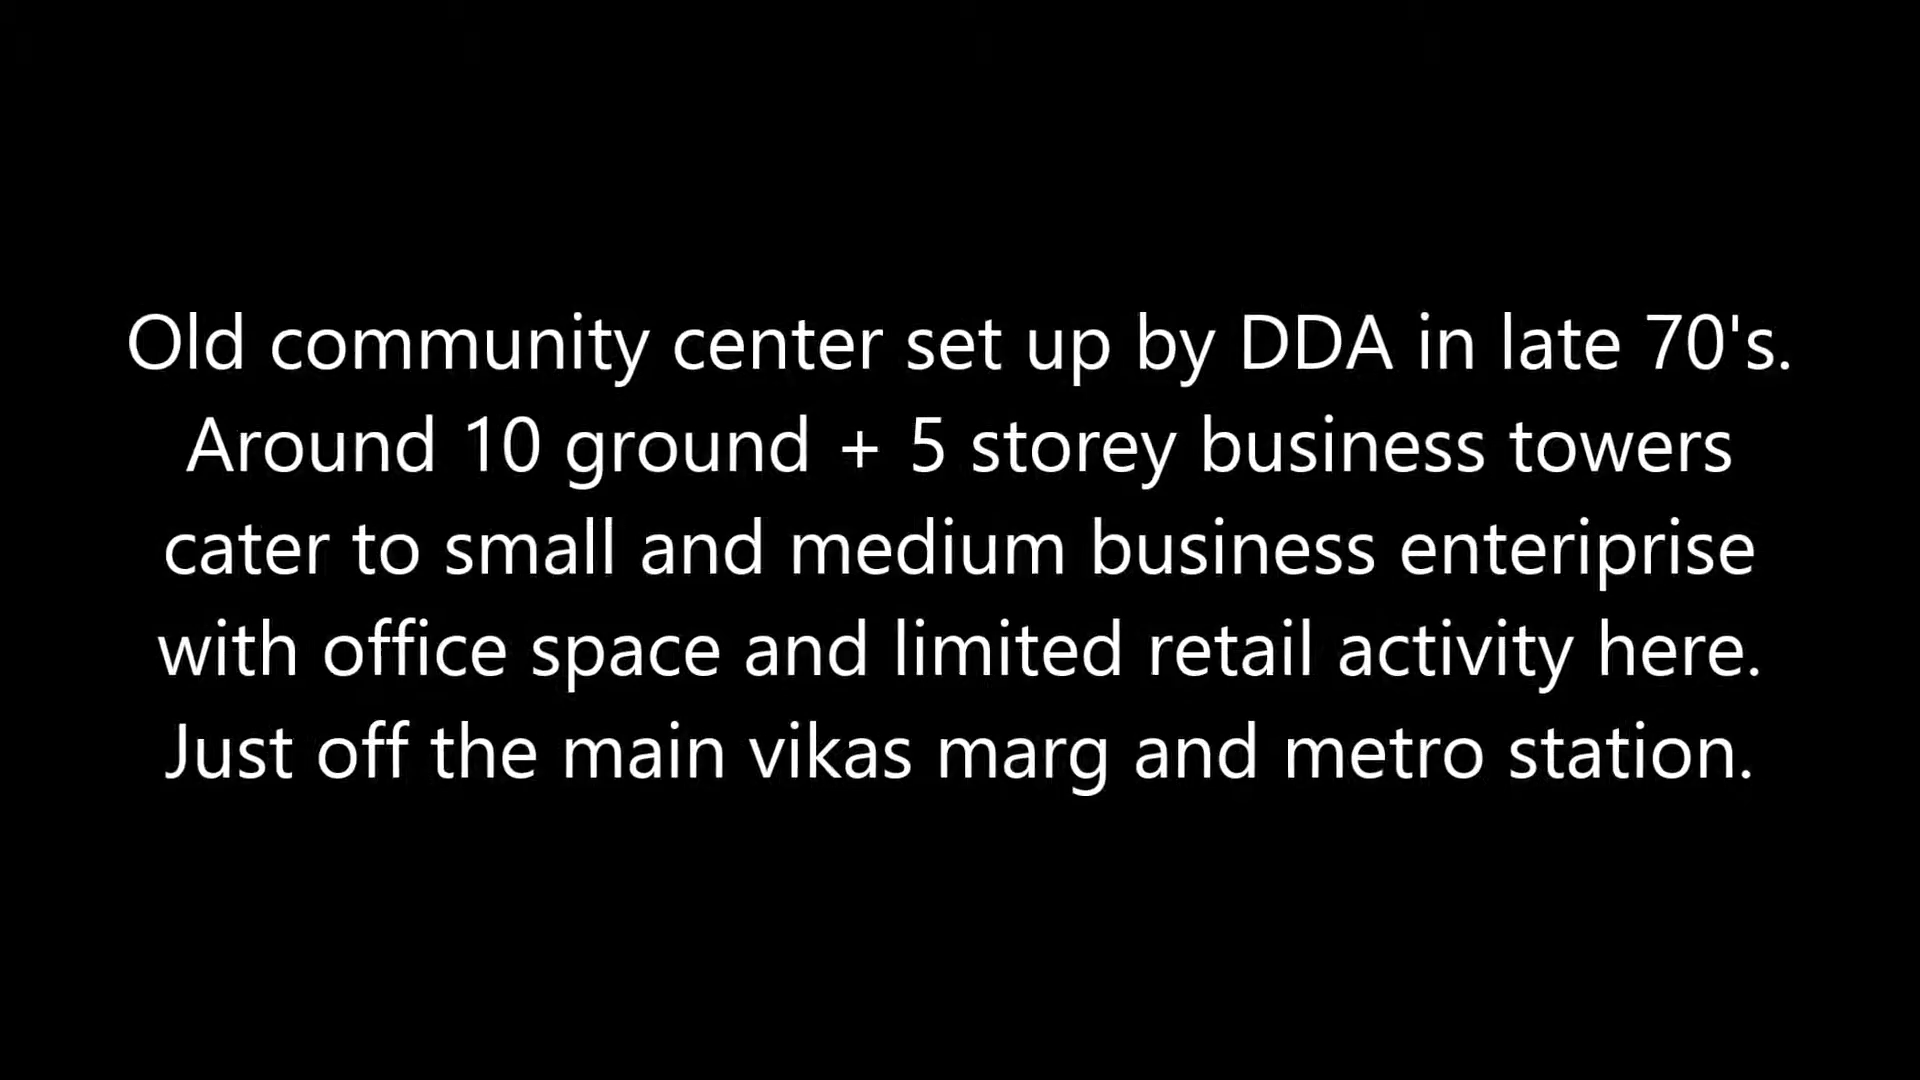 Old community center set up by DDA in late 70's.
Around 10 ground + 5 storey business towers
cater to small and medium business enteriprise
with office space and limited retail activity here.
Just off the main vikas marg and metro station.